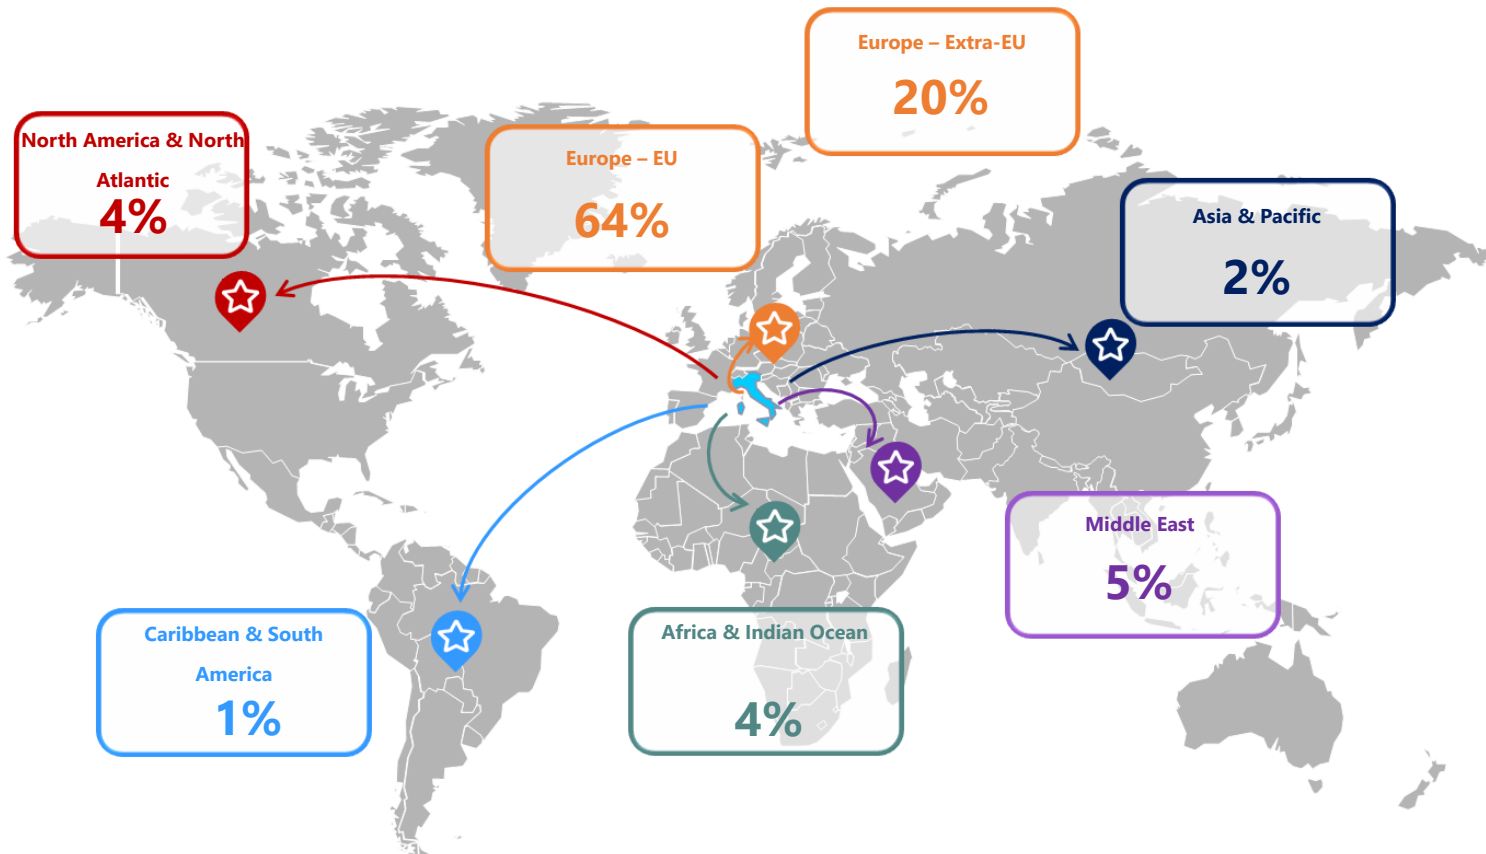 Europe – Extra-EU
20%
North America & North
Atlantic
4%
Europe – EU
64%
Asia & Pacific
2%
Middle East
5%
Caribbean & South
America
1%
Africa & Indian Ocean
4%